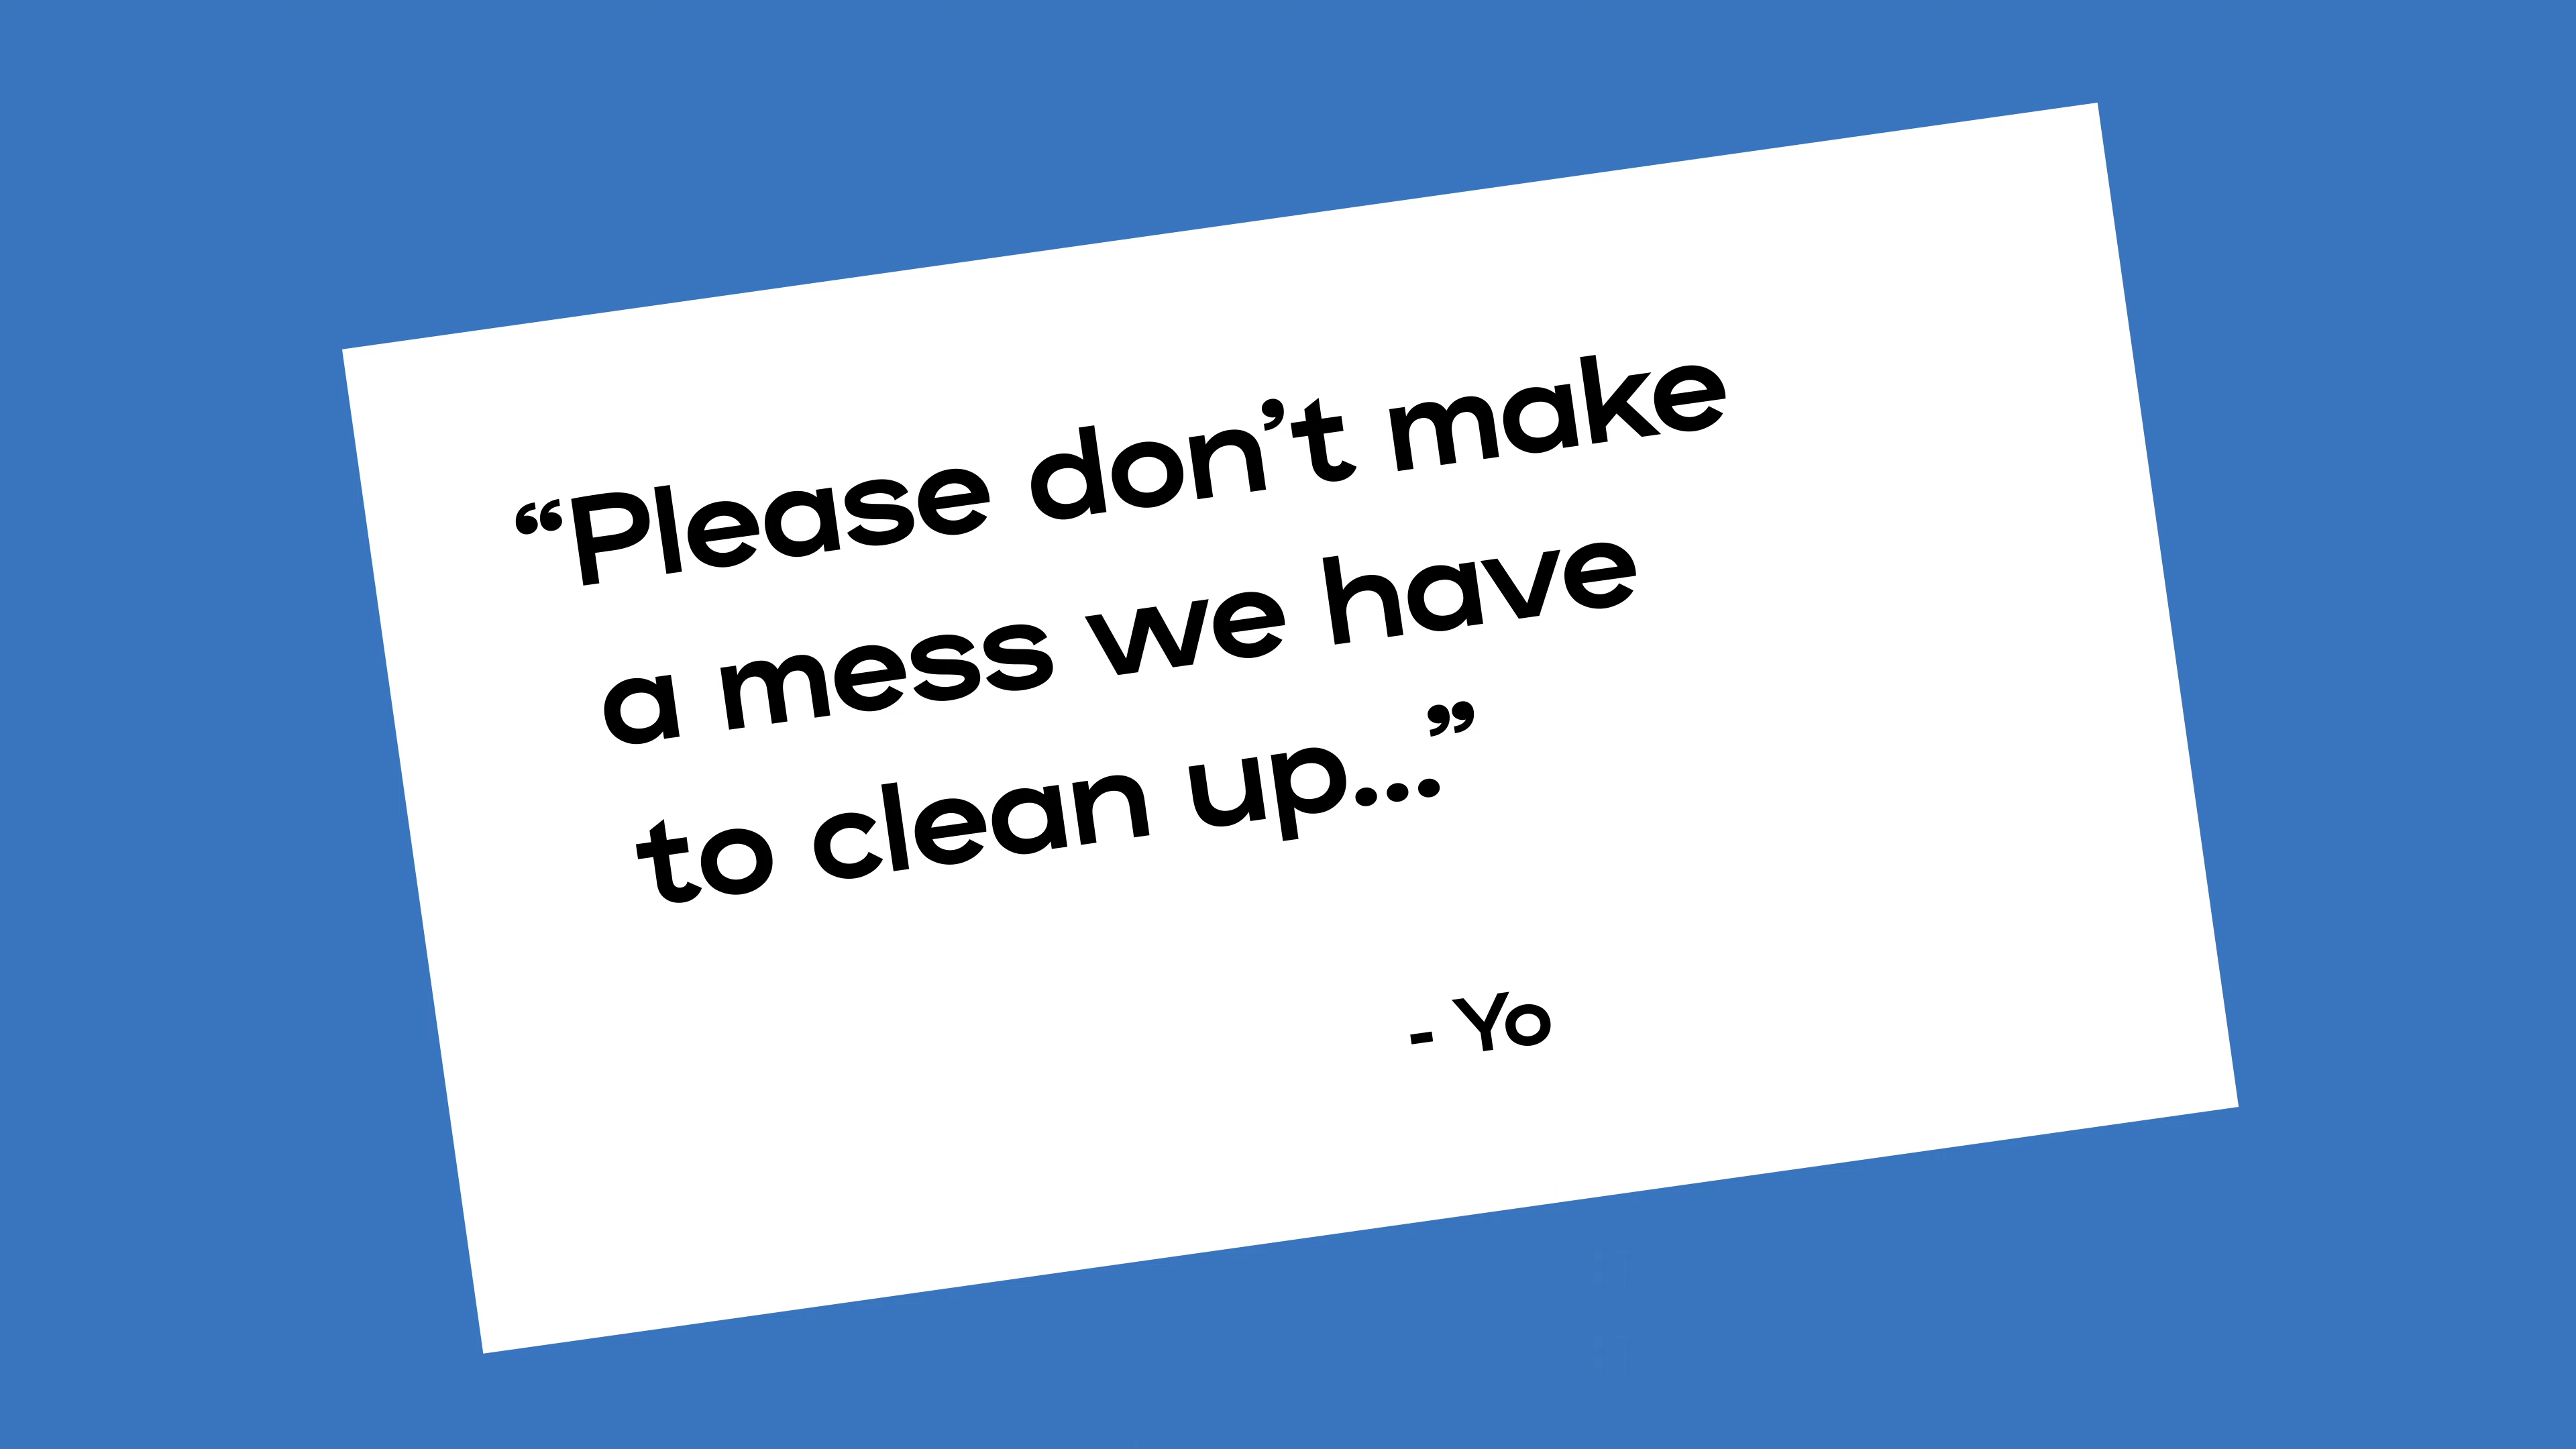 “Please don’t make
a mess we have
to clean up...”
- Yo